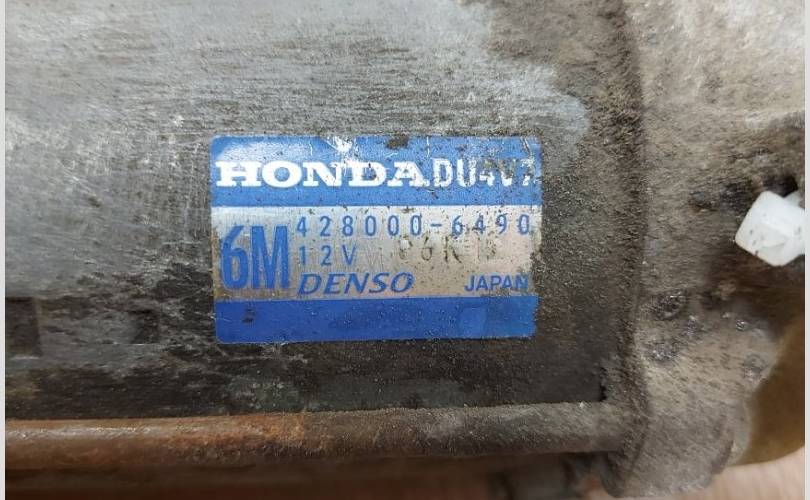 HONDA DU4V7
6M 428000-6490
12V
DENSO JAPAN